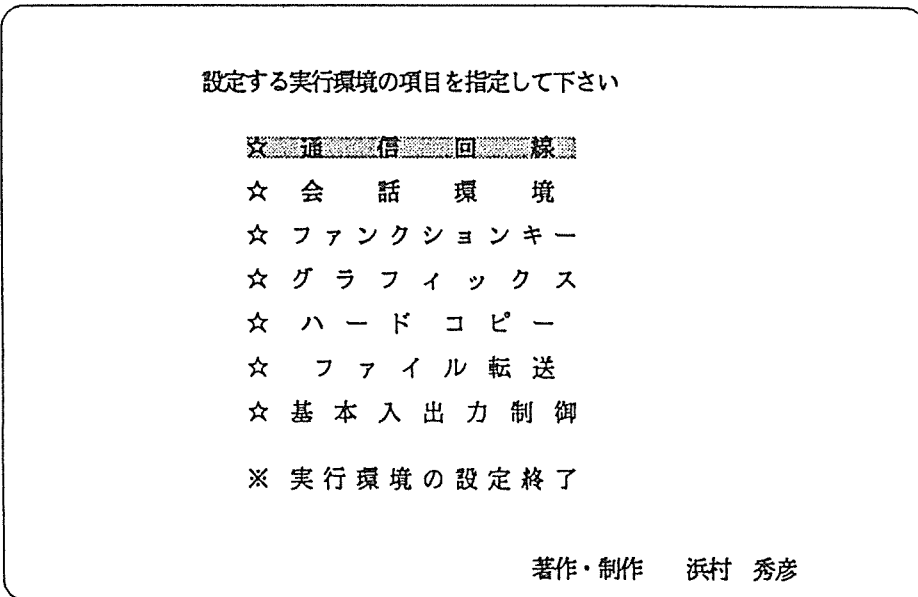 設定する実行環境の項目を指定して下さい
☆ 通信回線
☆ 会話環境
☆ ファンクションキー
☆ グラフィックス
☆ ハードコピー
☆ ファイル転送
☆ 基本入出力制御
※ 実行環境の設定終了
著作・制作 浜村 秀彦